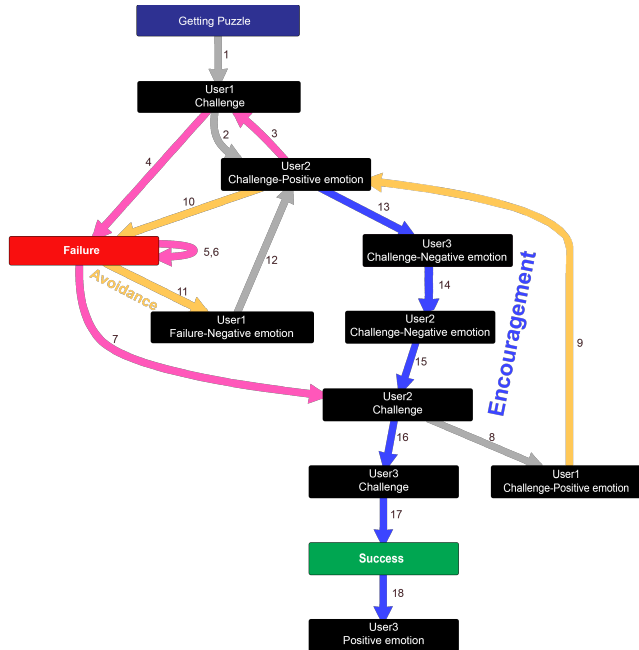 Getting Puzzle
1
User1
Challenge
2
3
4
User2
Challenge-Positive emotion
10
13
Failure
5,6
User3
Challenge-Negative emotion
12
Avoidance
11
14
User1
Failure-Negative emotion
User2
Challenge-Negative emotion
Encouragement
7
9
15
User2
Challenge
16
8
User3
Challenge
User1
Challenge-Positive emotion
17
Success
18
User3
Positive emotion